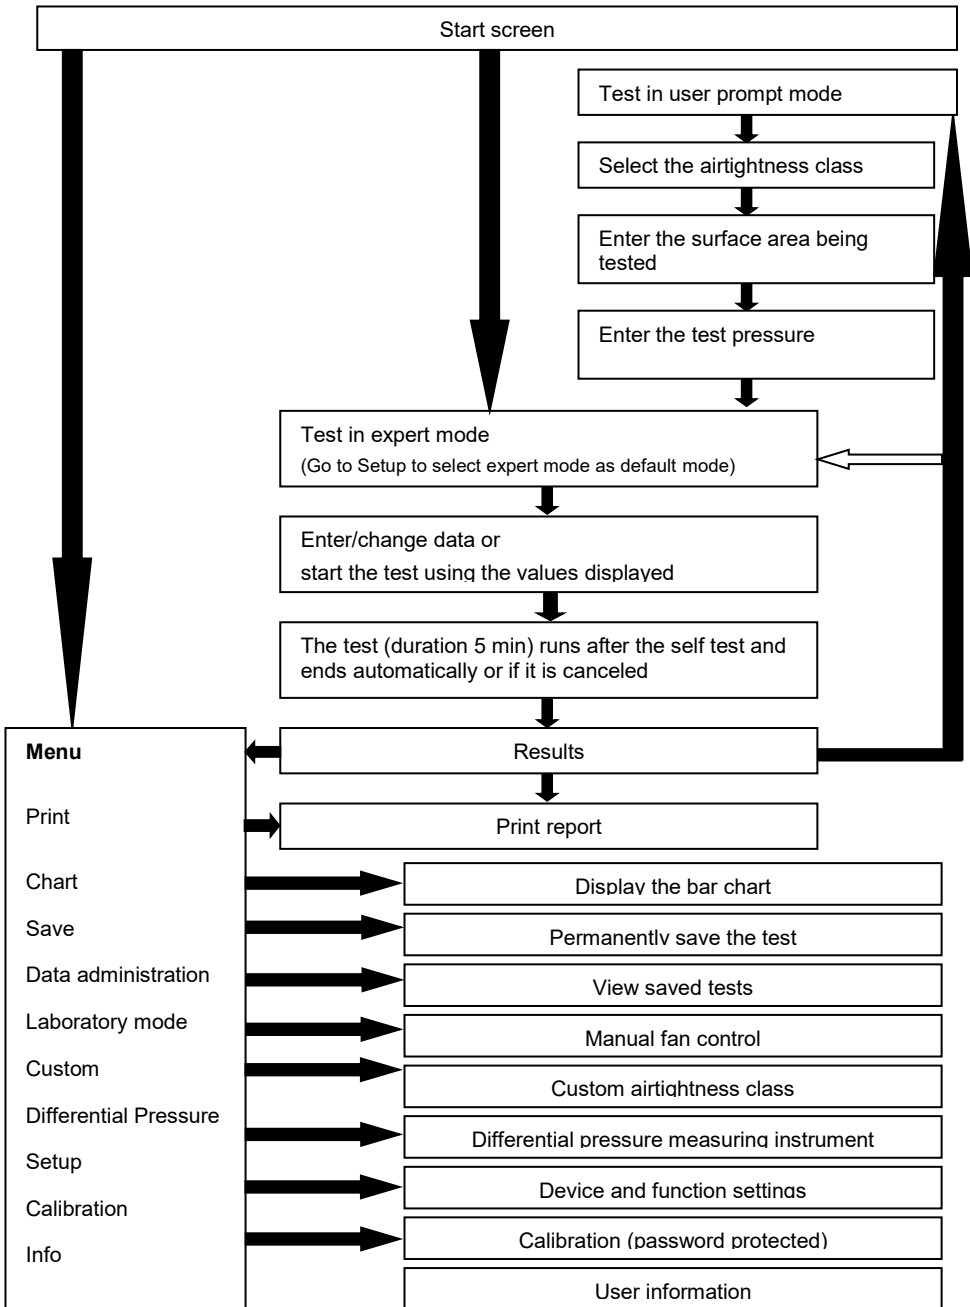 Start screen
Test in user prompt mode
Select the airtightness class
Enter the surface area being
tested
Enter the test pressure
Test in expert mode
(Go to Setup to select expert mode as default mode)
Enter/change data or
start the test using the values displayed
The test (duration 5 min) runs after the self test and
ends automatically or if it is canceled
Menu
Results
Print
Print report
Chart
Display the bar chart
Save
Permanently save the test
Data administration
View saved tests
Laboratory mode
Manual fan control
Custom
Custom airtightness class
Differential Pressure
Differential pressure measuring instrument
Setup
Device and function settings
Calibration
Calibration (password protected)
Info
User information